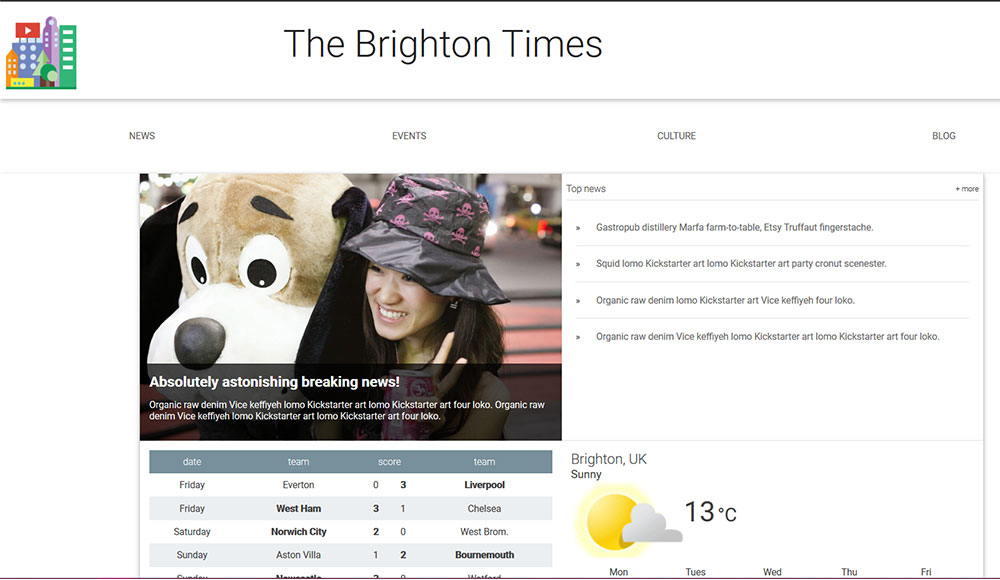 The Brighton Times
NEWS EVENTS CULTURE BLOG
Absolutely astonishing breaking news!
Organic raw denim Vice keffiyeh lomo Kickstarter art lomo Kickstarter art four loko. Organic raw
denim Vice keffiyeh lomo Kickstarter art lomo Kickstarter art four loko.
Top news + more
» Gastropub distillery Marfa farm-to-table, Etsy Truffaut fingerstache.
» Squid lomo Kickstarter art lomo Kickstarter art party cronut scenester.
» Organic raw denim lomo Kickstarter art Vice keffiyeh four loko.
» Organic raw denim Vice keffiyeh lomo Kickstarter art lomo Kickstarter art four loko.
date team score team
Friday Everton 0 3 Liverpool
Friday West Ham 3 1 Chelsea
Saturday Norwich City 2 0 West Brom.
Sunday Aston Villa 1 2 Bournemouth
Sunday Newcastle 2 0 Watford
Brighton, UK
Sunny
13 °C
Mon Tues Wed Thu Fri